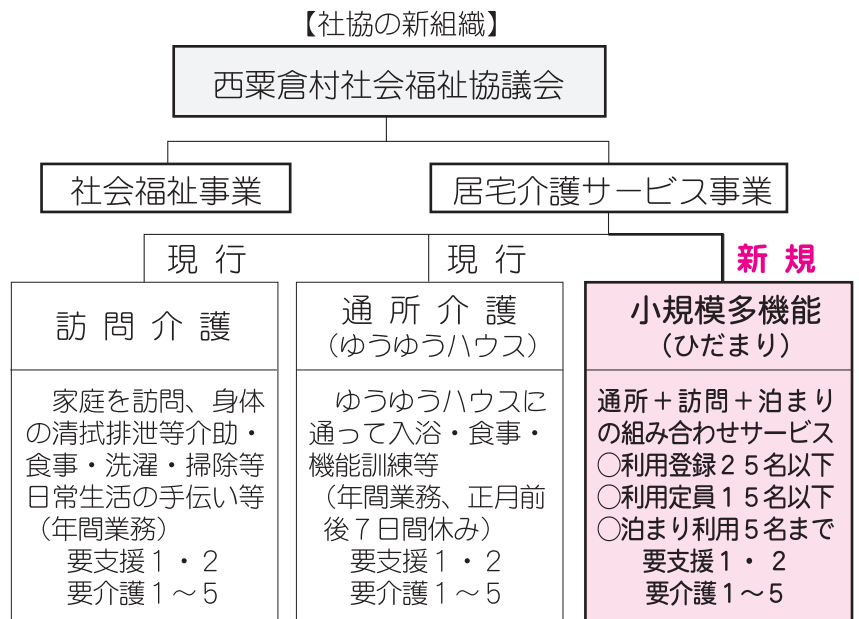 【社協の新組織】
西粟倉村社会福祉協議会
社会福祉事業
居宅介護サービス事業
現 行
訪 問 介 護
家庭を訪問、身体
の清拭排泄等介助・
食事・洗濯・掃除等
日常生活の手伝い等
(年間業務)
要支援1・2
要介護1～5
現 行
通 所 介 護
(ゆうゆうハウス)
ゆうゆうハウスに
通って入浴・食事・
機能訓練等
(年間業務、正月前
後7日間休み)
要支援1・2
要介護1～5
新 規
小規模多機能
(ひだまり)
通所＋訪問＋泊まり
の組み合わせサービス
○利用登録25名以下
○利用定員15名以下
○泊まり利用5名まで
要支援1・2
要介護1～5